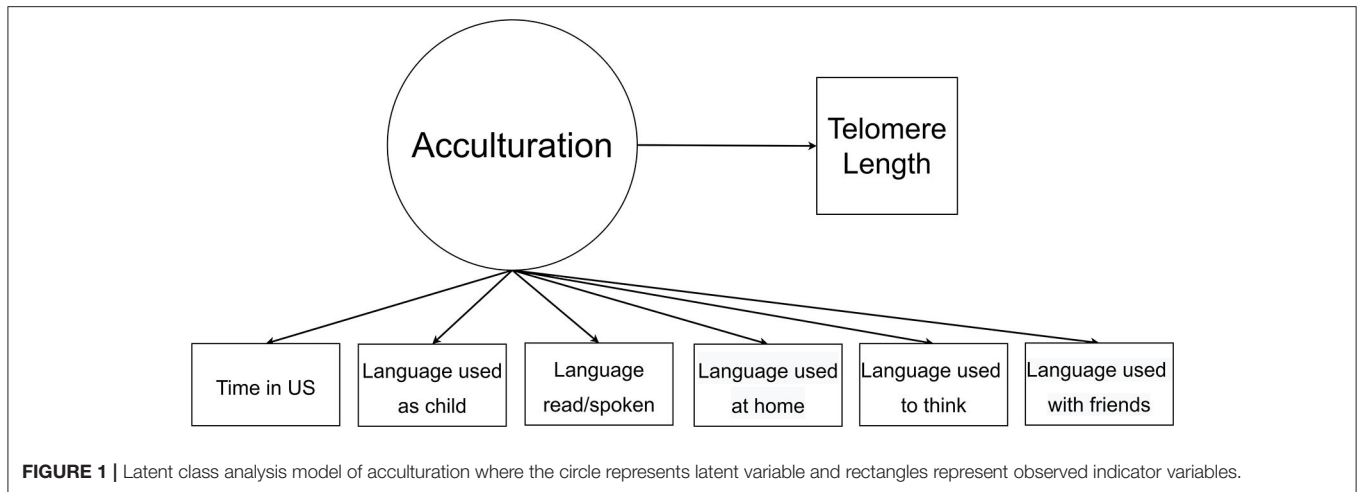 Acculturation
Telomere
Length
Time in US
Language used
as child
Language
read/spoken
Language used
at home
Language used
to think
Language used
with friends
FIGURE 1 | Latent class analysis model of acculturation where the circle represents latent variable and rectangles represent observed indicator variables.